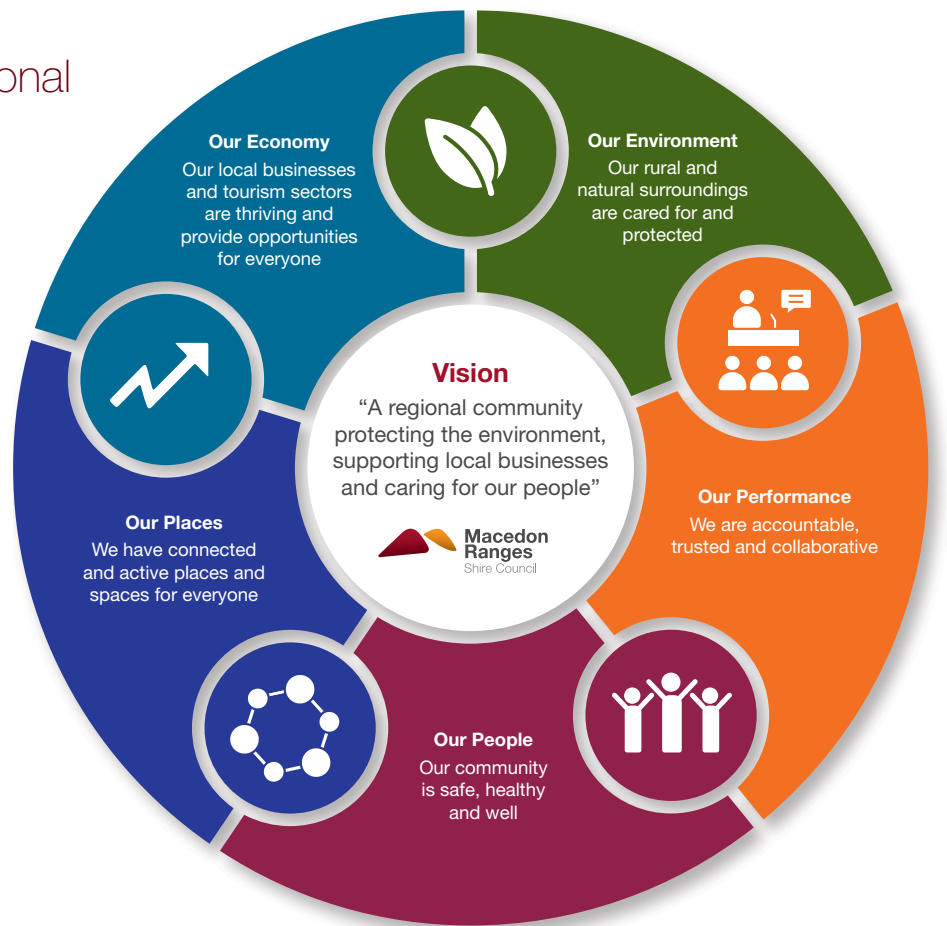 onal
Our Economy
Our local businesses
and tourism sectors
are thriving and
provide opportunities
for everyone
Our Environment
Our rural and
natural surroundings
are cared for and
protected
Vision
“A regional community
protecting the environment,
supporting local businesses
and caring for our people”
Macedon
Ranges
Shire Council
Our Performance
We are accountable,
trusted and collaborative
Our Places
We have connected
and active places and
spaces for everyone
Our People
Our community
is safe, healthy
and well